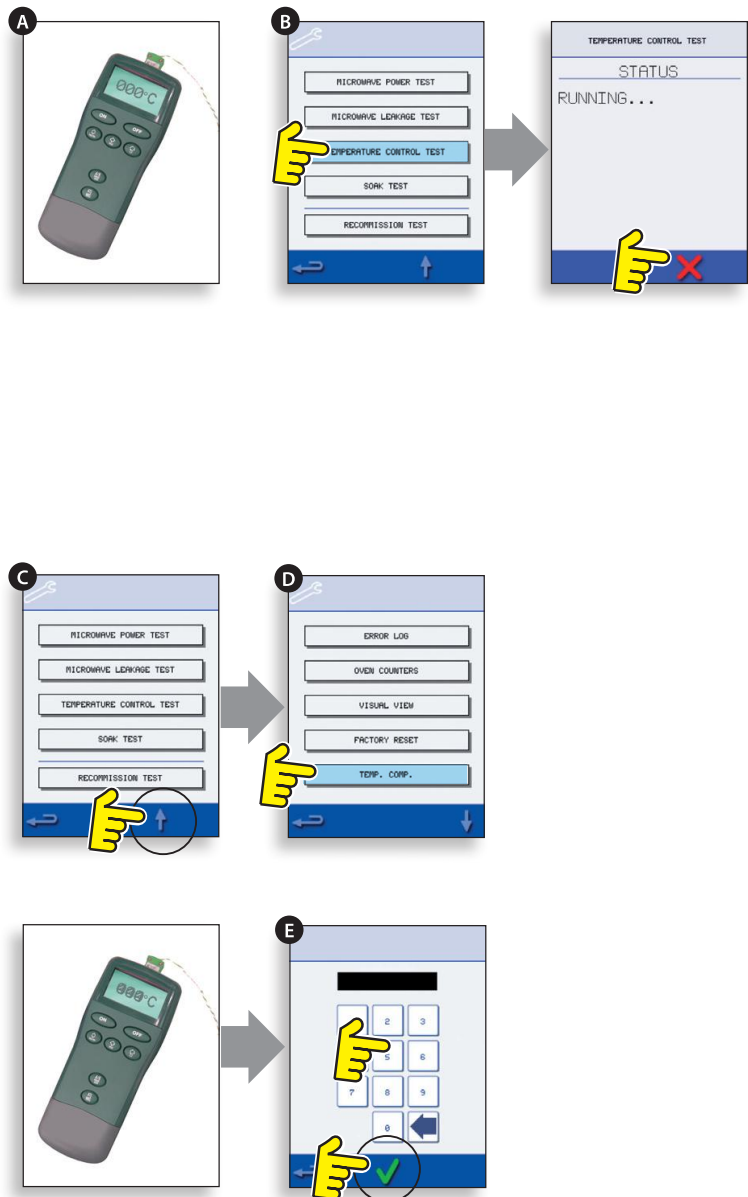 A
000°C
ON
OFF
B
MICROWAVE POWER TEST
MICROWAVE LEAKAGE TEST
EMPERATURE CONTROL TEST
SOAK TEST
RECOMMISSION TEST
TEMPERATURE CONTROL TEST
STATUS
RUNNING...
C
MICROWAVE POWER TEST
MICROWAVE LEAKAGE TEST
TEMPERATURE CONTROL TEST
SOAK TEST
RECOMMISSION TEST
D
ERROR LOG
OVEN COUNTERS
VISUAL VIEW
FACTORY RESET
TEMP. COMP.
000°C
ON
OFF
E
2 3
5 6
7 8 9
0